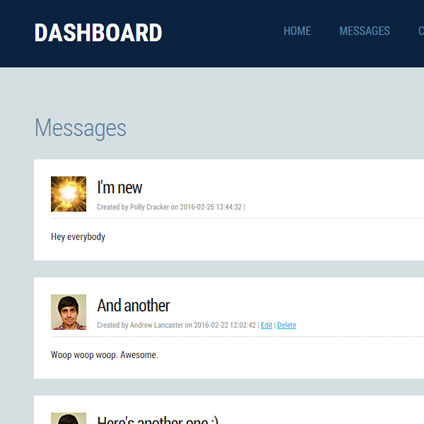 DASHBOARD
HOME MESSAGES
Messages
I'm new
Created by Polly Cracker on 2016-02-25 13:44:32 |
Hey everybody
And another
Created by Andrew Lancaster on 2016-02-22 12:02:42 | Edit | Delete
Woop woop woop. Awesome.
Here's another one :)